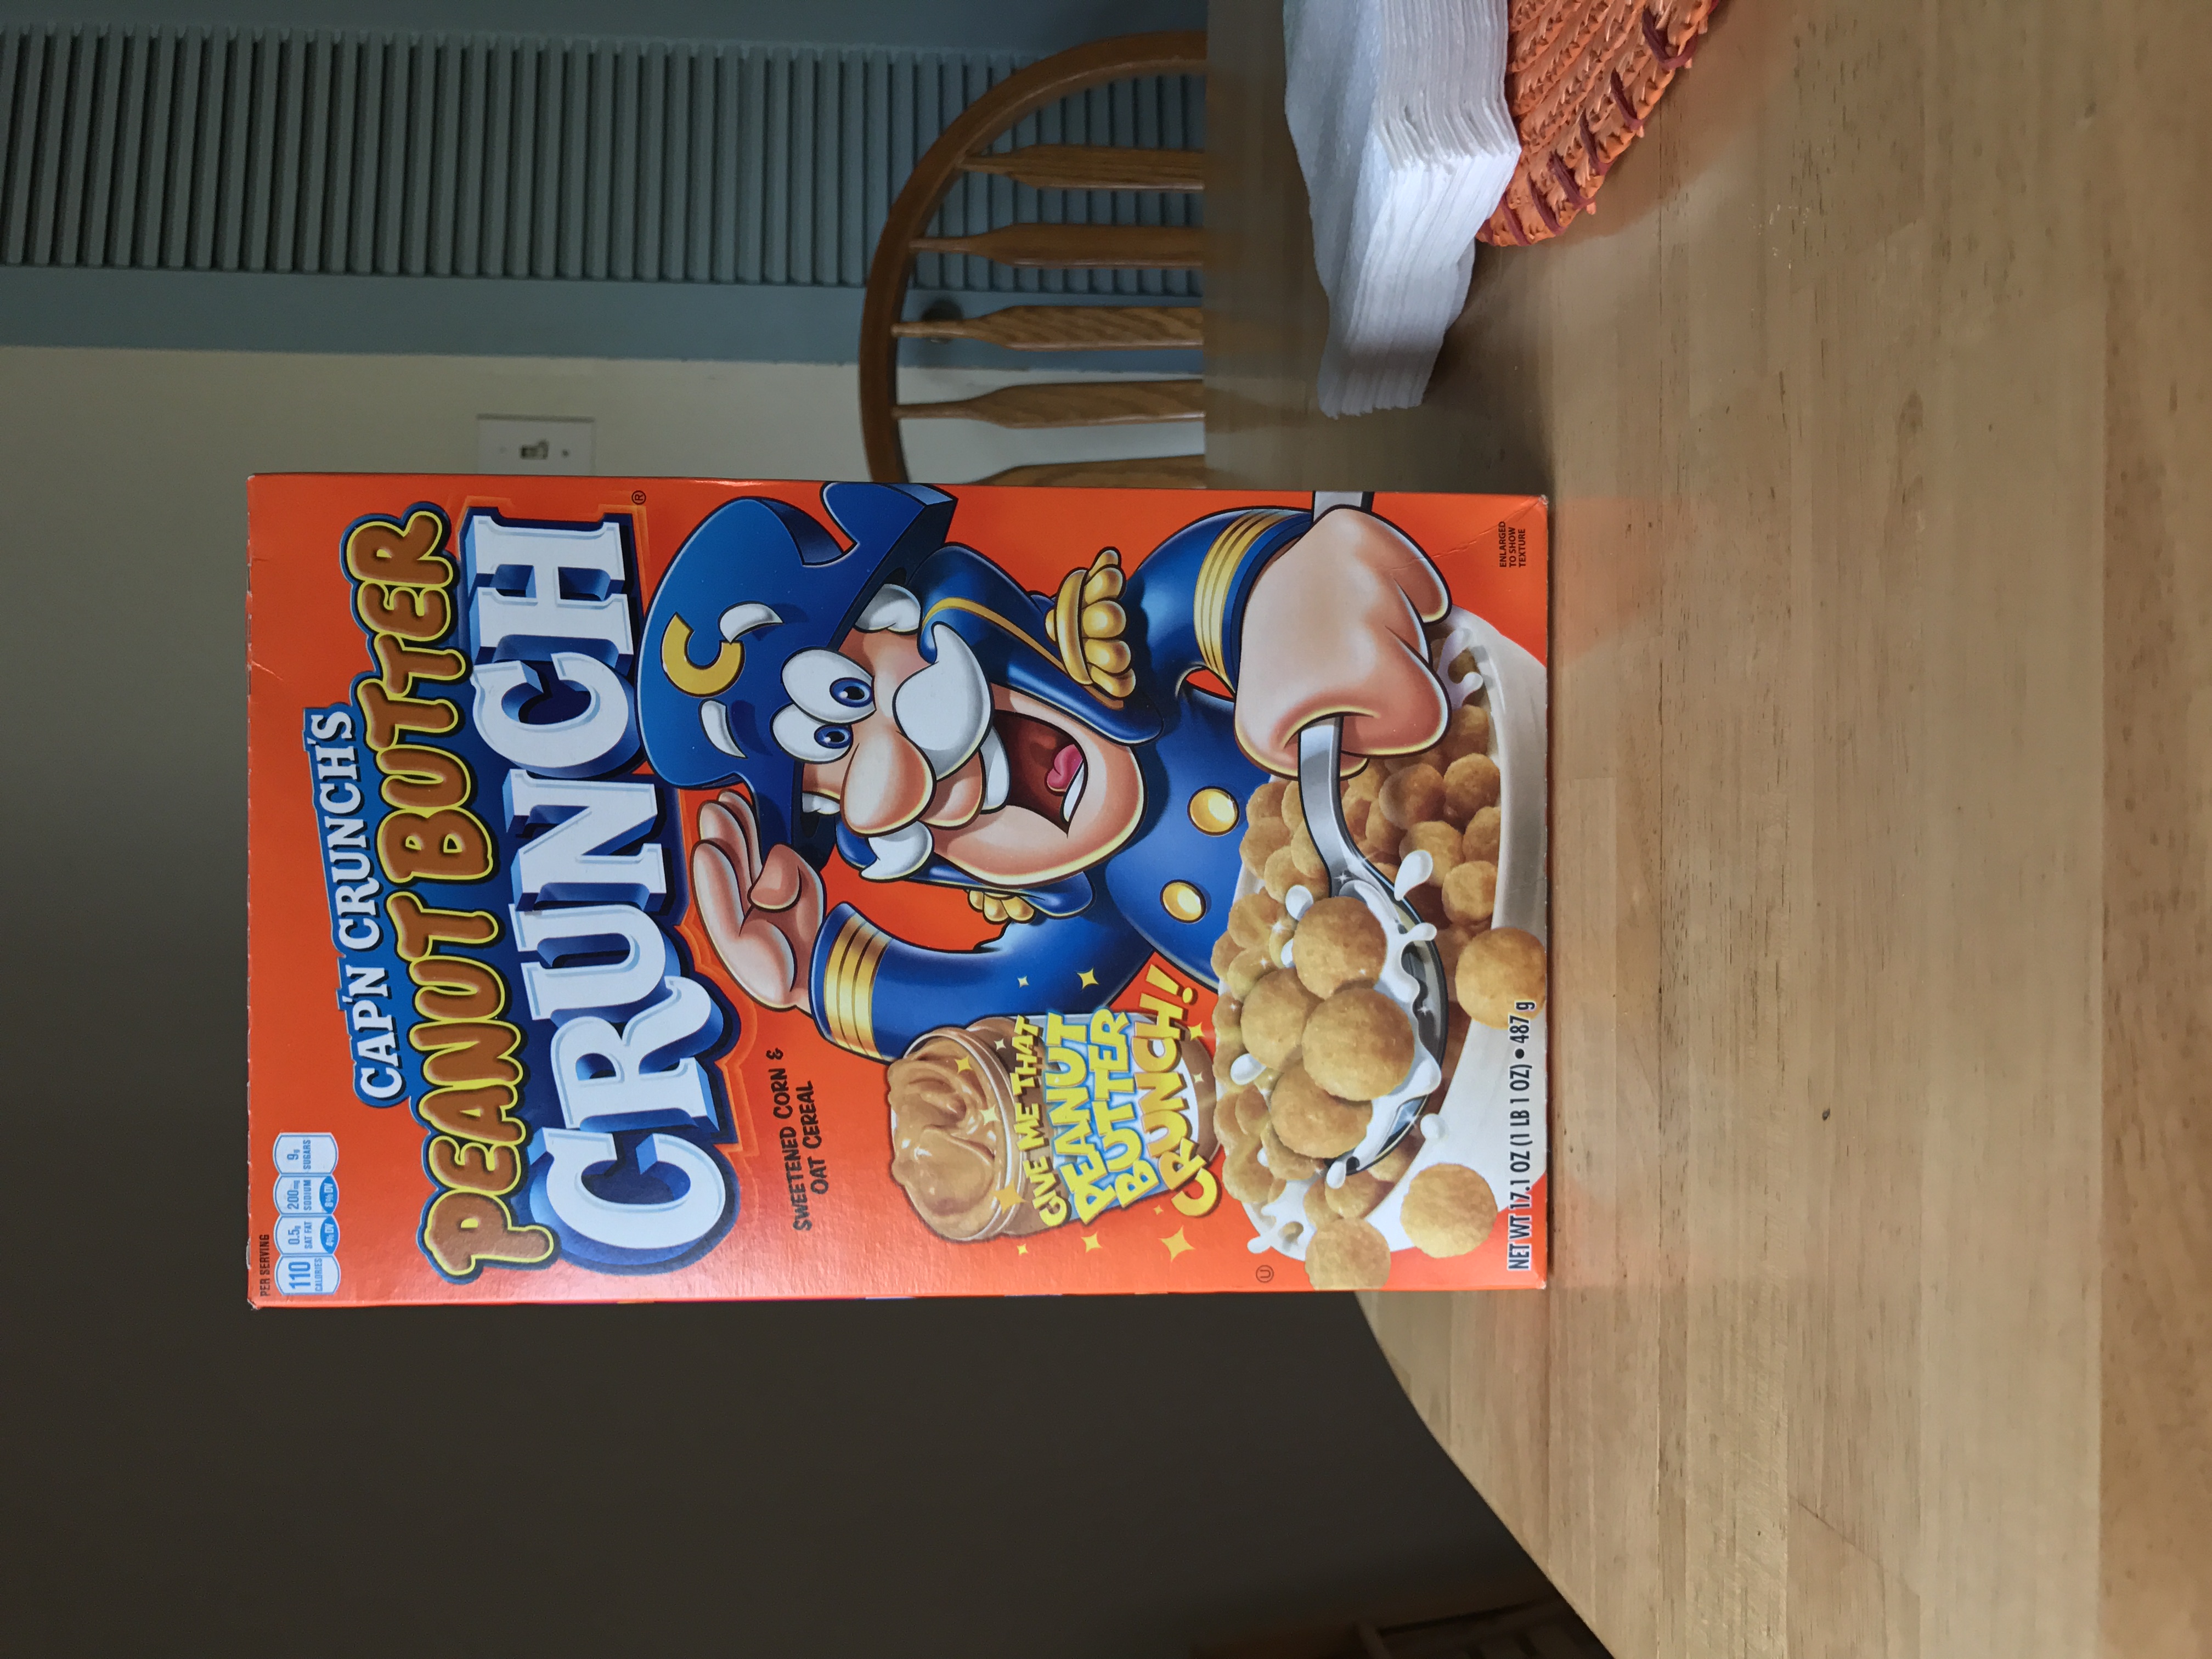 PER SERVING
110 CALORIES
0.5g SAT FAT 4% DV
200mg SODIUM 8% DV
9g SUGARS
CAP'N CRUNCH'S
PEANUT BUTTER
CRUNCH
®
C
SWEETENED CORN &
OAT CEREAL
GIVE ME THAT
PEANUT
BUTTER
CRUNCH!
U
NET WT 17.1 OZ (1 LB 1 OZ) • 487 g
ENLARGED
TO SHOW
TEXTURE